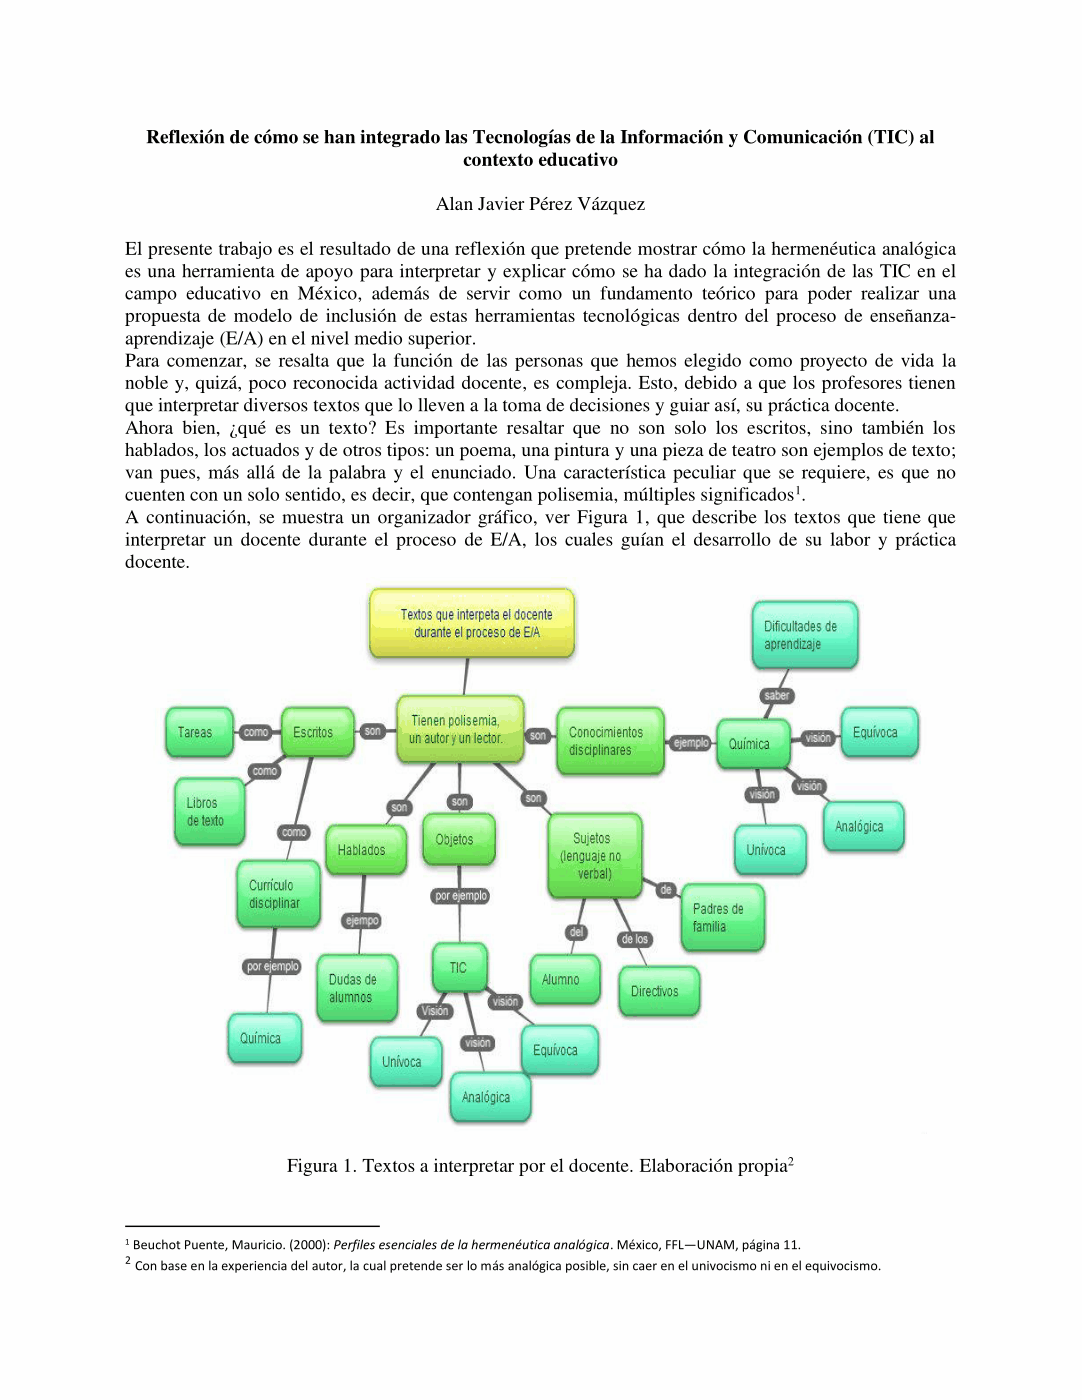 Reflexión de cómo se han integrado las Tecnologías de la Información y Comunicación (TIC) al
contexto educativo
Alan Javier Pérez Vázquez
El presente trabajo es el resultado de una reflexión que pretende mostrar cómo la hermenéutica analógica
es una herramienta de apoyo para interpretar y explicar cómo se ha dado la integración de las TIC en el
campo educativo en México, además de servir como un fundamento teórico para poder realizar una
propuesta de modelo de inclusión de estas herramientas tecnológicas dentro del proceso de enseñanza-
aprendizaje (E/A) en el nivel medio superior.
Para comenzar, se resalta que la función de las personas que hemos elegido como proyecto de vida la
noble y, quizá, poco reconocida actividad docente, es compleja. Esto, debido a que los profesores tienen
que interpretar diversos textos que lo lleven a la toma de decisiones y guiar así, su práctica docente.
Ahora bien, ¿qué es un texto? Es importante resaltar que no son solo los escritos, sino también los
hablados, los actuados y de otros tipos: un poema, una pintura y una pieza de teatro son ejemplos de texto;
van pues, más allá de la palabra y el enunciado. Una característica peculiar que se requiere, es que no
cuenten con un solo sentido, es decir, que contengan polisemia, múltiples significados1.
A continuación, se muestra un organizador gráfico, ver Figura 1, que describe los textos que tiene que
interpretar un docente durante el proceso de E/A, los cuales guían el desarrollo de su labor y práctica
docente.
Textos que interpeta el docente
durante el proceso de E/A
Dificultades de
aprendizaje
saber
Tareas
como
Escritos
son
Tienen polisemia,
un autor y un lector.
son
Conocimientos
disciplinares
ejemplo
Química
visión
Equívoca
como
Libros
de texto
visión
visión
Analógica
Unívoca
como
Currículo
disciplinar
por ejemplo
Química
son
Hablados
ejempo
Dudas de
alumnos
son
Objetos
por ejemplo
TIC
Visión
Unívoca
visión
Analógica
visión
Equívoca
son
Sujetos
(lenguaje no
verbal)
del
Alumno
de los
Directivos
de
Padres de
familia
Figura 1. Textos a interpretar por el docente. Elaboración propia2
1 Beuchot Puente, Mauricio. (2000): Perfiles esenciales de la hermenéutica analógica. México, FFL—UNAM, página 11.
2 Con base en la experiencia del autor, la cual pretende ser lo más analógica posible, sin caer en el univocismo ni en el equivocismo.